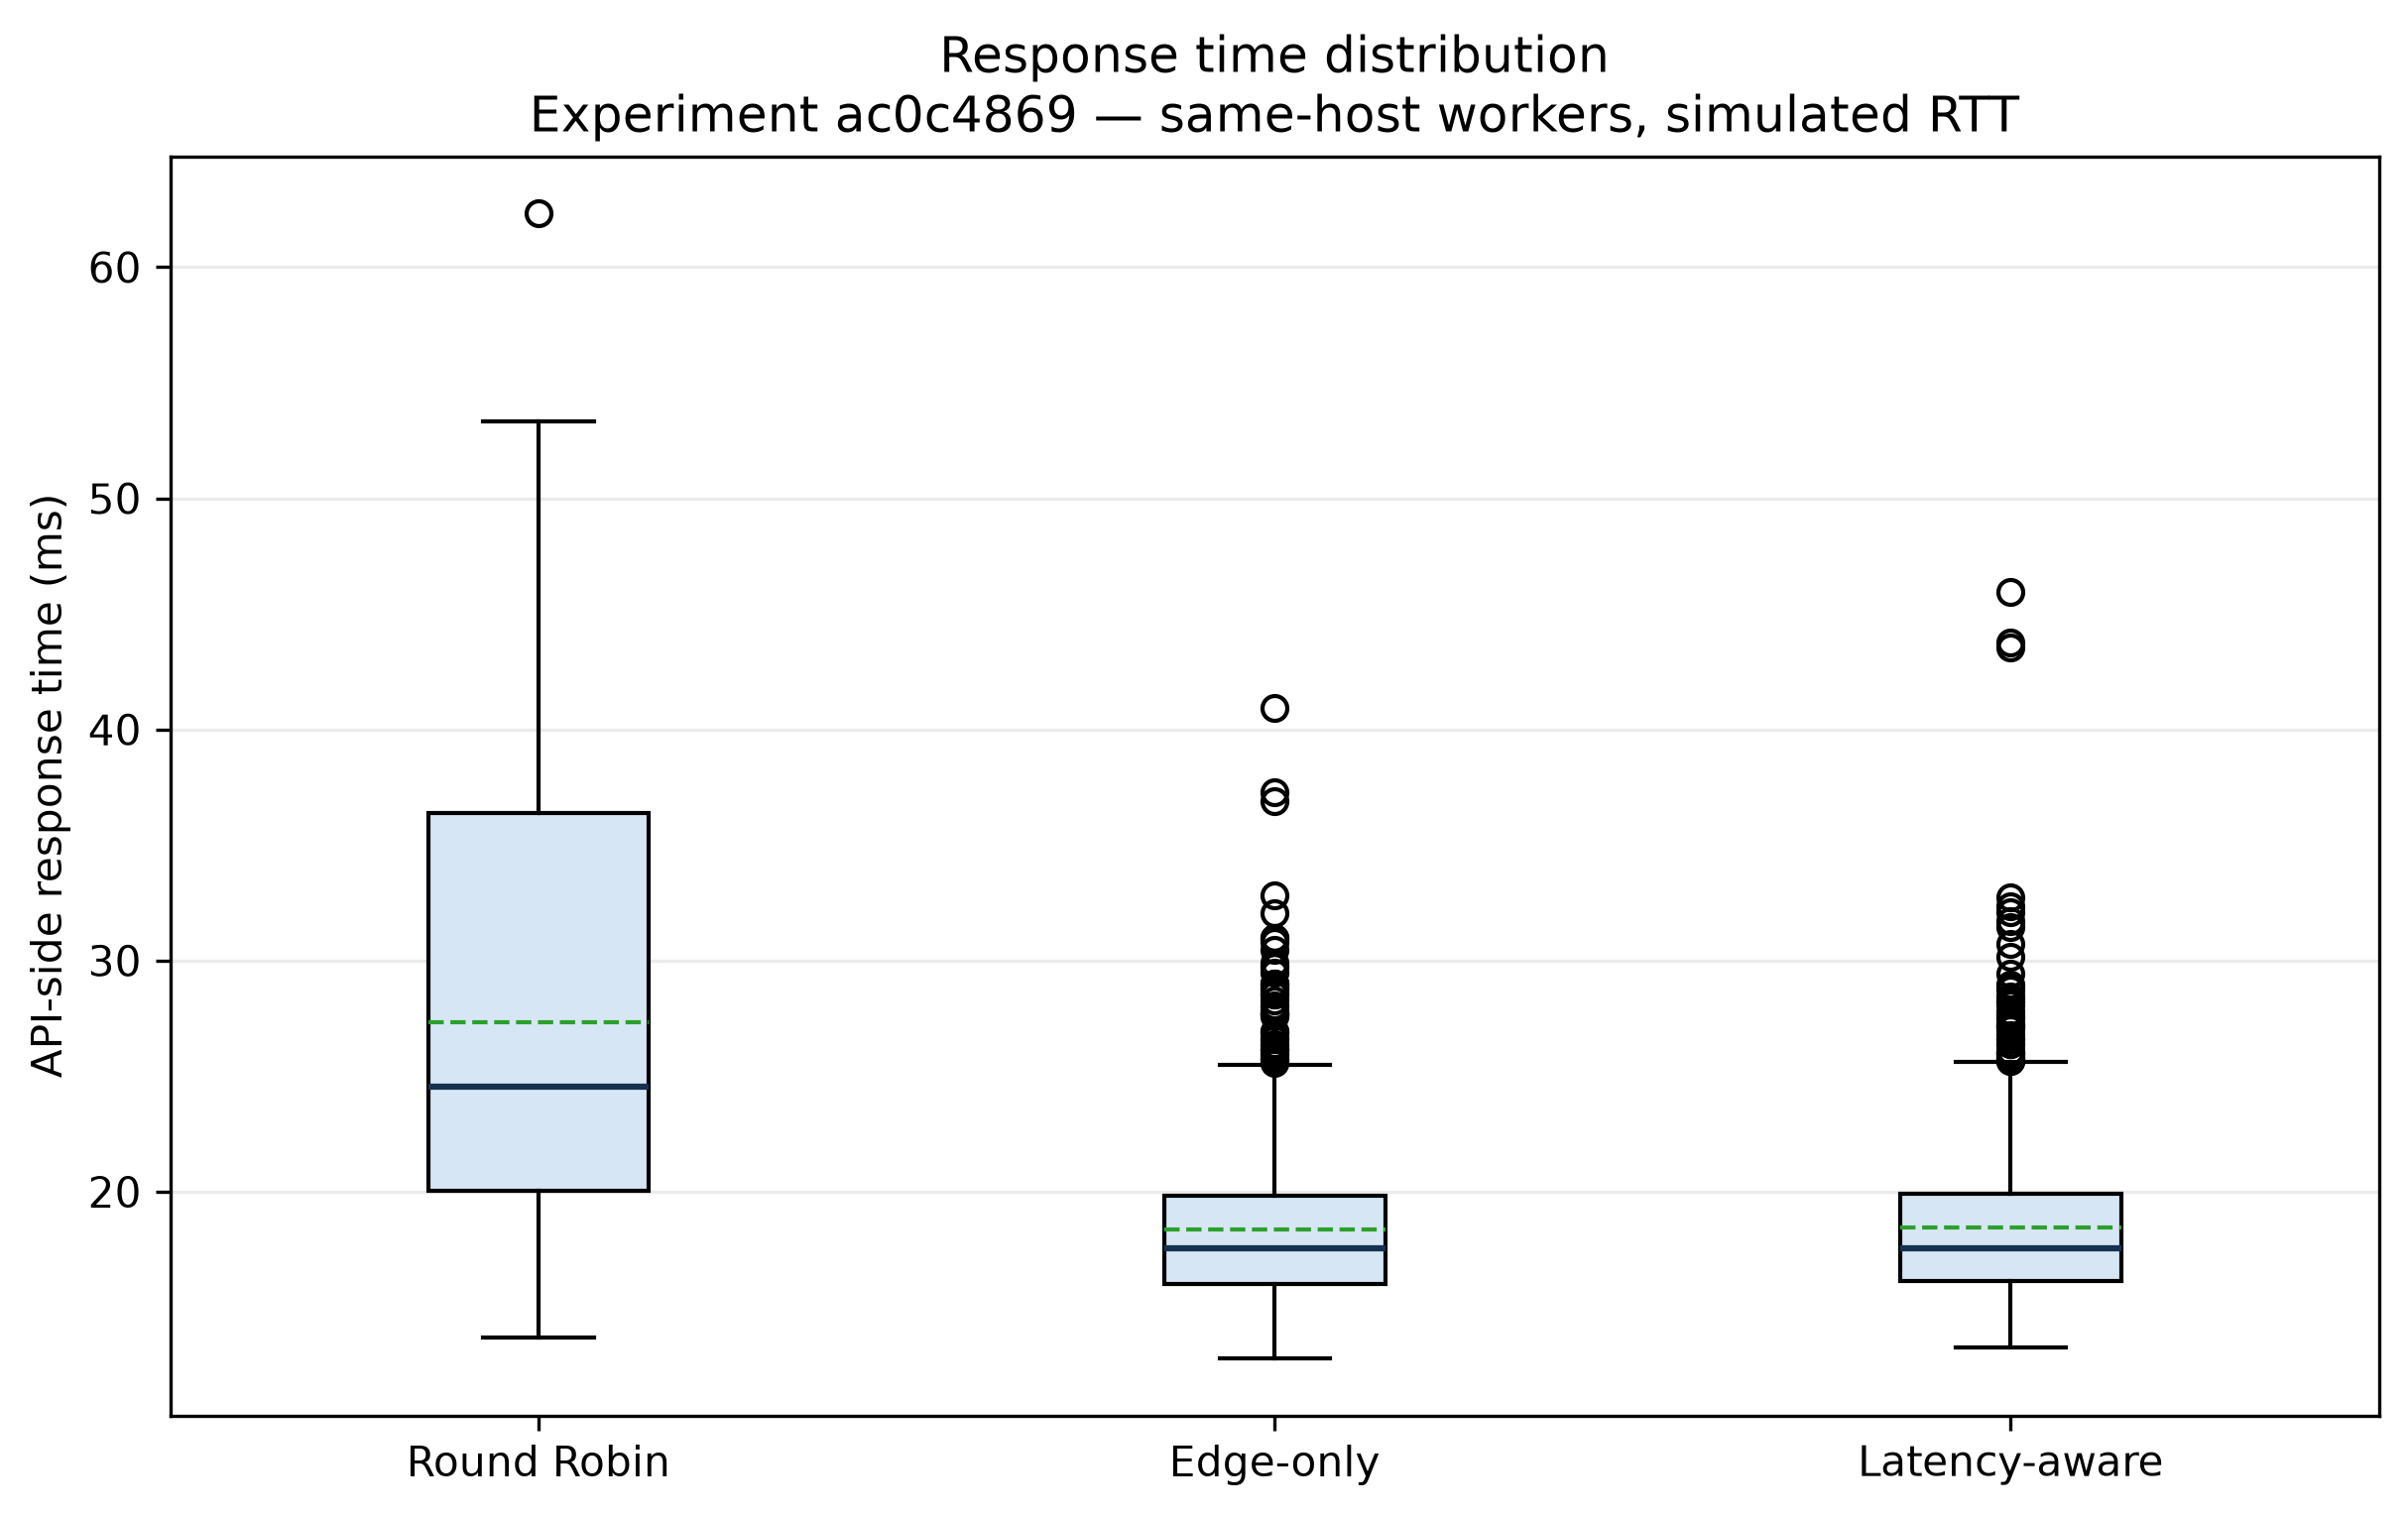 Response time distribution
Experiment ac0c4869 — same-host workers, simulated RTT
API-side response time (ms)
60
50
40
30
20
Round Robin
Edge-only
Latency-aware